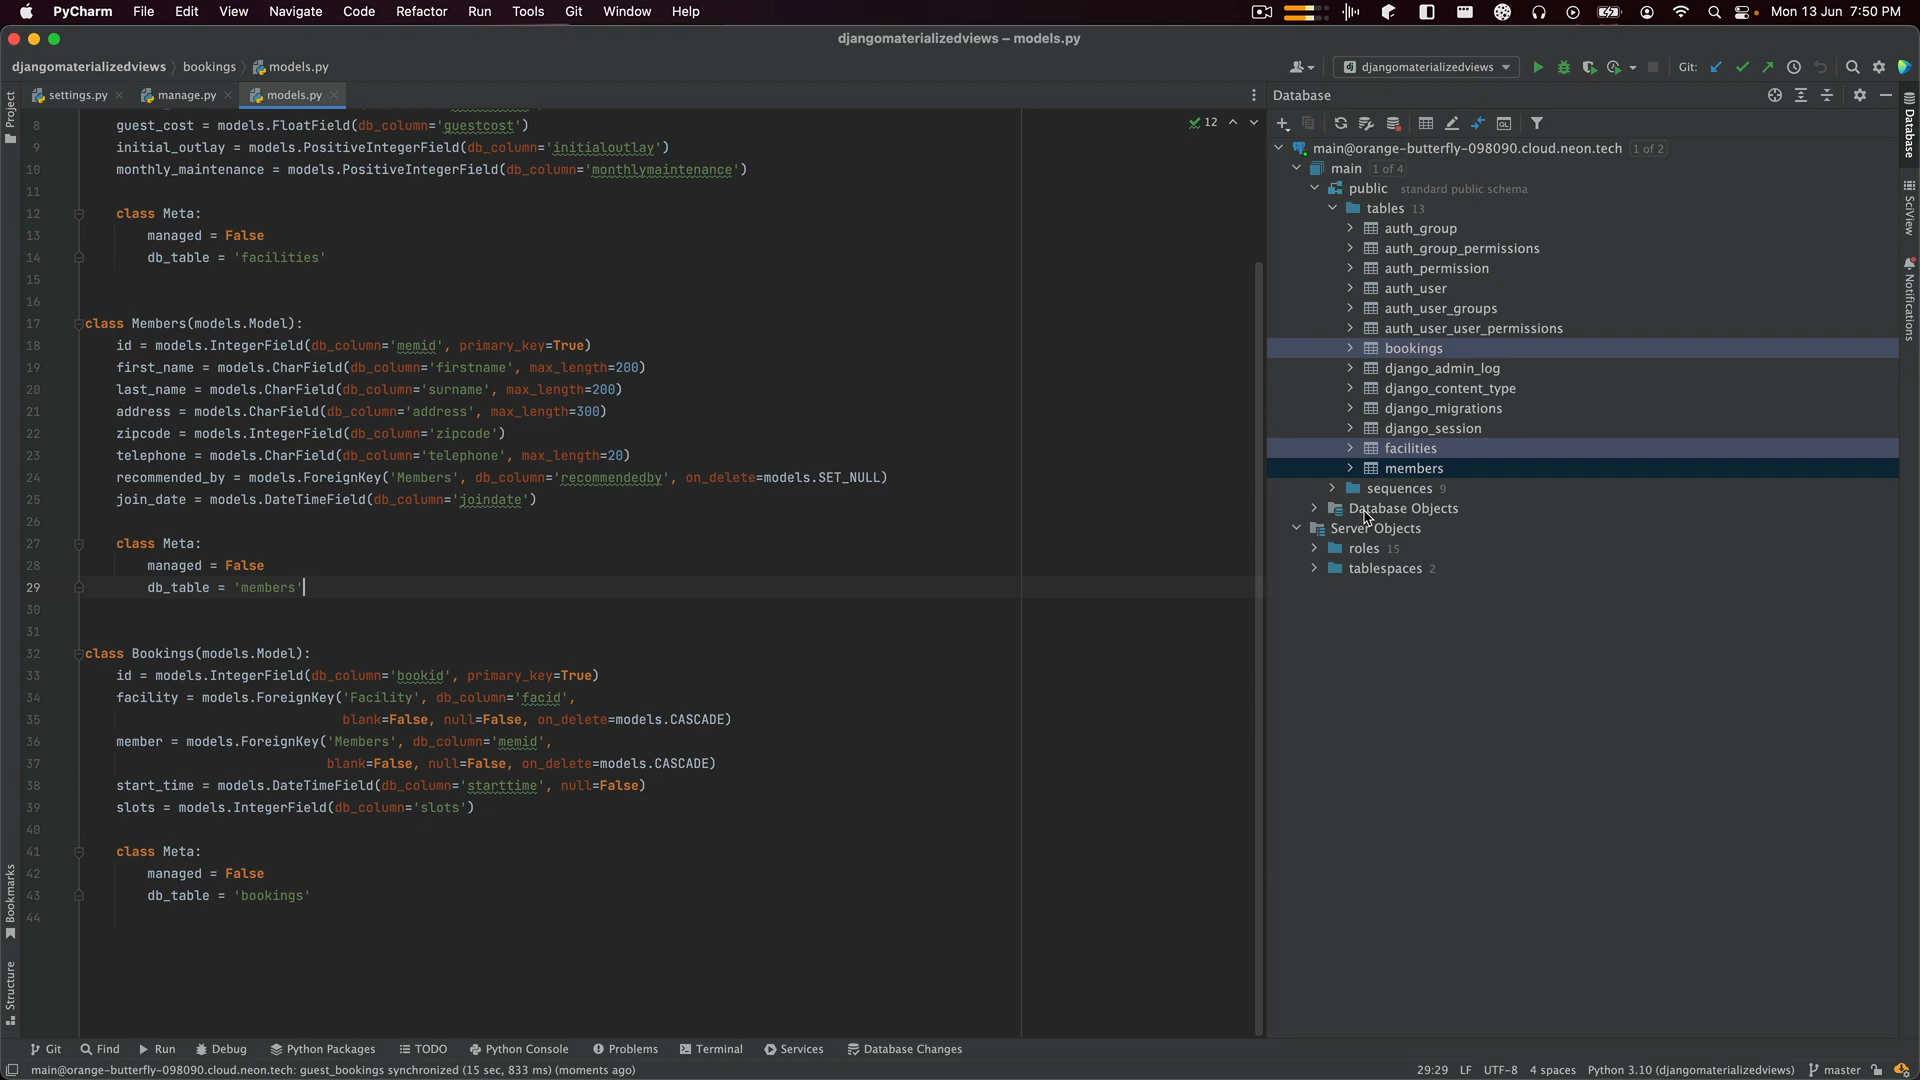 PyCharm File Edit View Navigate Code Refactor Run Tools Git Window Help
Mon 13 Jun 7:50 PM
djangomaterializedviews – models.py
djangomaterializedviews bookings models.py
djangomaterializedviews
Git:
settings.py manage.py models.py
Project
12
8 guest_cost = models.FloatField(db_column='guestcost')
9 initial_outlay = models.PositiveIntegerField(db_column='initialoutlay')
10 monthly_maintenance = models.PositiveIntegerField(db_column='monthlymaintenance')
11
12 class Meta:
13 managed = False
14 db_table = 'facilities'
15
16
17 class Members(models.Model):
18 id = models.IntegerField(db_column='memid', primary_key=True)
19 first_name = models.CharField(db_column='firstname', max_length=200)
20 last_name = models.CharField(db_column='surname', max_length=200)
21 address = models.CharField(db_column='address', max_length=300)
22 zipcode = models.IntegerField(db_column='zipcode')
23 telephone = models.CharField(db_column='telephone', max_length=20)
24 recommended_by = models.ForeignKey('Members', db_column='recommendedby', on_delete=models.SET_NULL)
25 join_date = models.DateTimeField(db_column='joindate')
26
27 class Meta:
28 managed = False
29 db_table = 'members'
30
31
32 class Bookings(models.Model):
33 id = models.IntegerField(db_column='bookid', primary_key=True)
34 facility = models.ForeignKey('Facility', db_column='facid',
35 blank=False, null=False, on_delete=models.CASCADE)
36 member = models.ForeignKey('Members', db_column='memid',
37 blank=False, null=False, on_delete=models.CASCADE)
38 start_time = models.DateTimeField(db_column='starttime', null=False)
39 slots = models.IntegerField(db_column='slots')
40
41 class Meta:
42 managed = False
43 db_table = 'bookings'
44
Bookmarks
Structure
Database
main@orange-butterfly-098090.cloud.neon.tech 1 of 2
main 1 of 4
public standard public schema
tables 13
auth_group
auth_group_permissions
auth_permission
auth_user
auth_user_groups
auth_user_user_permissions
bookings
django_admin_log
django_content_type
django_migrations
django_session
facilities
members
sequences 9
Database Objects
Server Objects
roles 15
tablespaces 2
Database
SciView
Notifications
Git Find Run Debug Python Packages TODO Python Console Problems Terminal Services Database Changes
main@orange-butterfly-098090.cloud.neon.tech: guest_bookings synchronized (15 sec, 833 ms) (moments ago)
29:29 LF UTF-8 4 spaces Python 3.10 (djangomaterializedviews) master